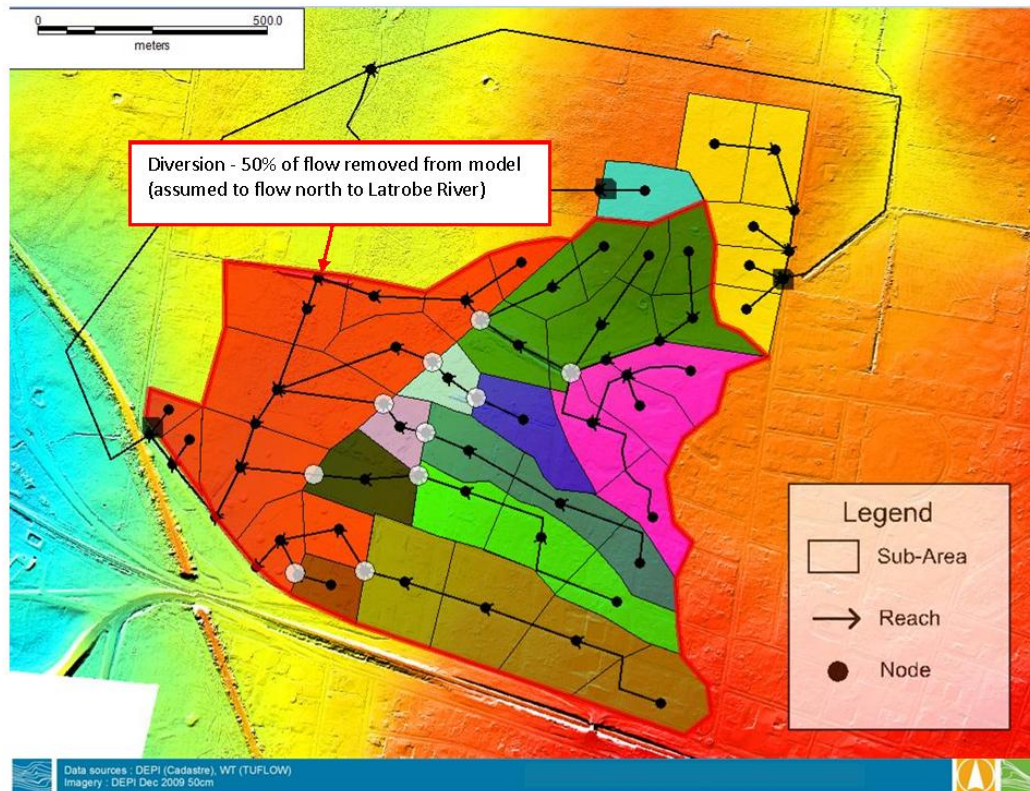 0 500.0
meters
Diversion - 50% of flow removed from model
(assumed to flow north to Latrobe River)
Legend
Sub-Area
Reach
Node
Data sources : DEPI (Cadastre), WT (TUFLOW)
Imagery : DEPI Dec 2009 50cm